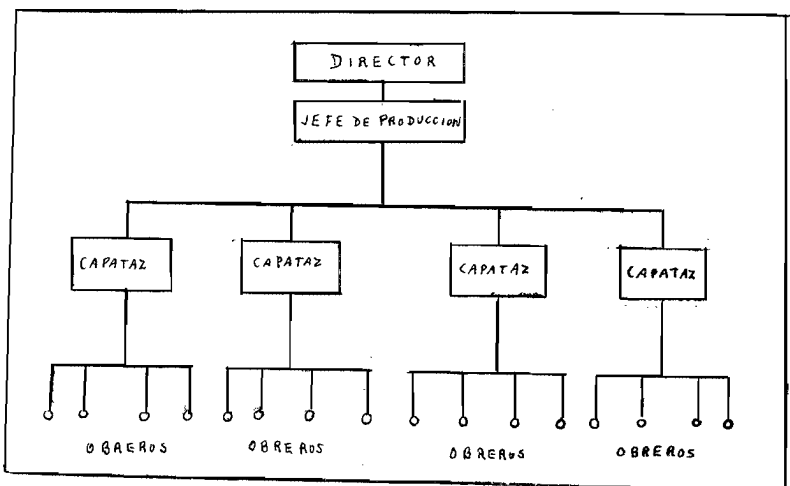 DIRECTOR
JEFE DE PRODUCCION
CAPATAZ CAPATAZ CAPATAZ CAPATAZ
OBREROS OBREROS OBREROS OBREROS